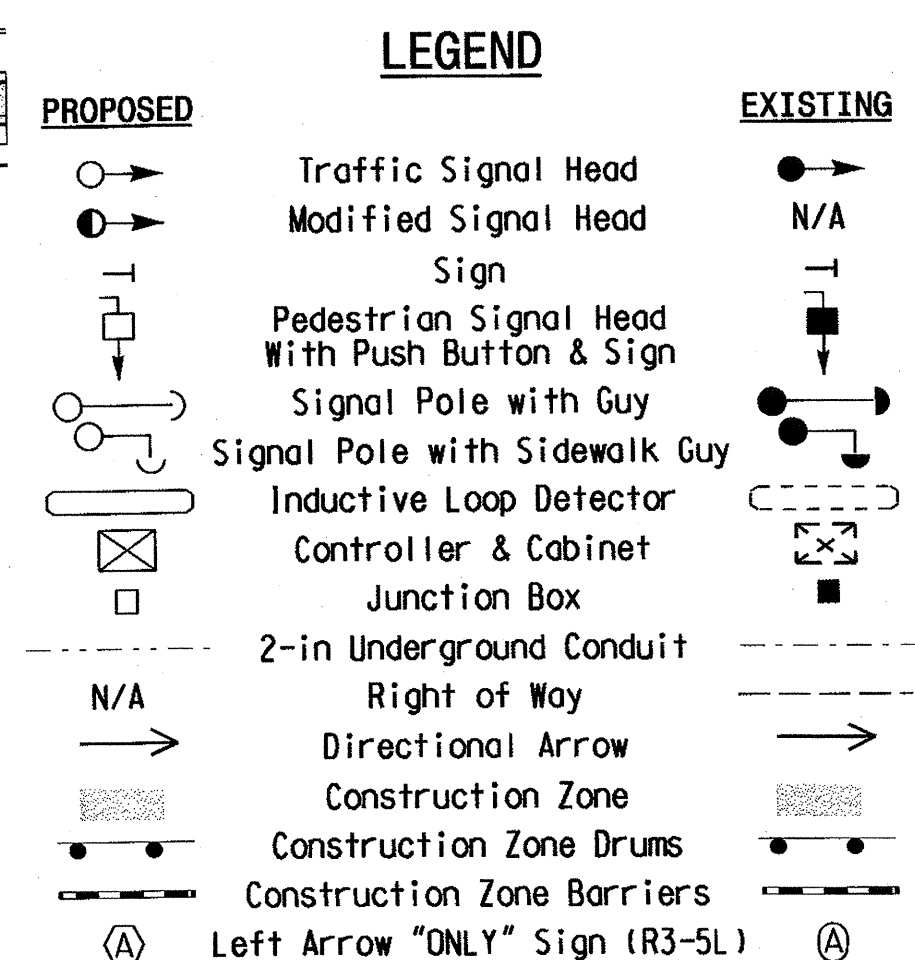 LEGEND
PROPOSED EXISTING
Traffic Signal Head
Modified Signal Head N/A
Sign
Pedestrian Signal Head
With Push Button & Sign
Signal Pole with Guy
Signal Pole with Sidewalk Guy
Inductive Loop Detector
Controller & Cabinet
Junction Box
2-in Underground Conduit
N/A Right of Way
Directional Arrow
Construction Zone
Construction Zone Drums
Construction Zone Barriers
A Left Arrow "ONLY" Sign (R3-5L) A